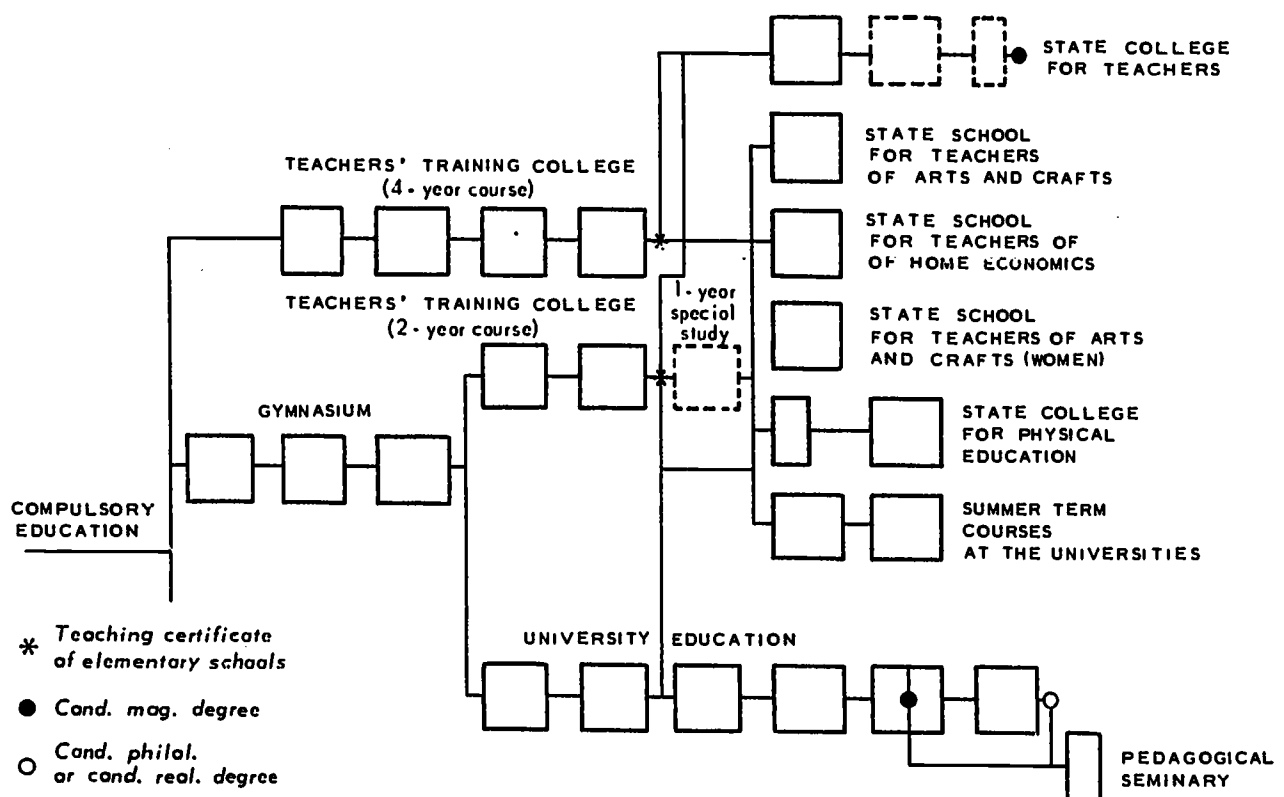 STATE COLLEGE
FOR TEACHERS
STATE SCHOOL
FOR TEACHERS
OF ARTS AND CRAFTS
TEACHERS' TRAINING COLLEGE
(4-year course)
STATE SCHOOL
FOR TEACHERS OF
OF HOME ECONOMICS
TEACHERS' TRAINING COLLEGE
(2-year course)
1-year
special
study
STATE SCHOOL
FOR TEACHERS OF ARTS
AND CRAFTS (WOMEN)
GYMNASIUM
STATE COLLEGE
FOR PHYSICAL
EDUCATION
COMPULSORY
EDUCATION
SUMMER TERM
COURSES
AT THE UNIVERSITIES
* Teaching certificate
of elementary schools
UNIVERSITY EDUCATION
Cand. mag. degree
Cand. philol.
or cand. real. degree
PEDAGOGICAL
SEMINARY